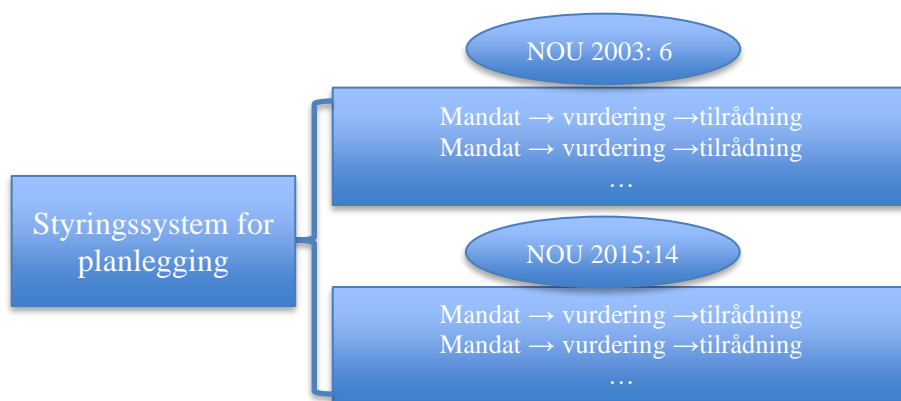 NOU 2003: 6
Mandat → vurdering →tilrådning
Mandat → vurdering →tilrådning
…
Styringssystem for
planlegging
NOU 2015:14
Mandat → vurdering →tilrådning
Mandat → vurdering →tilrådning
…